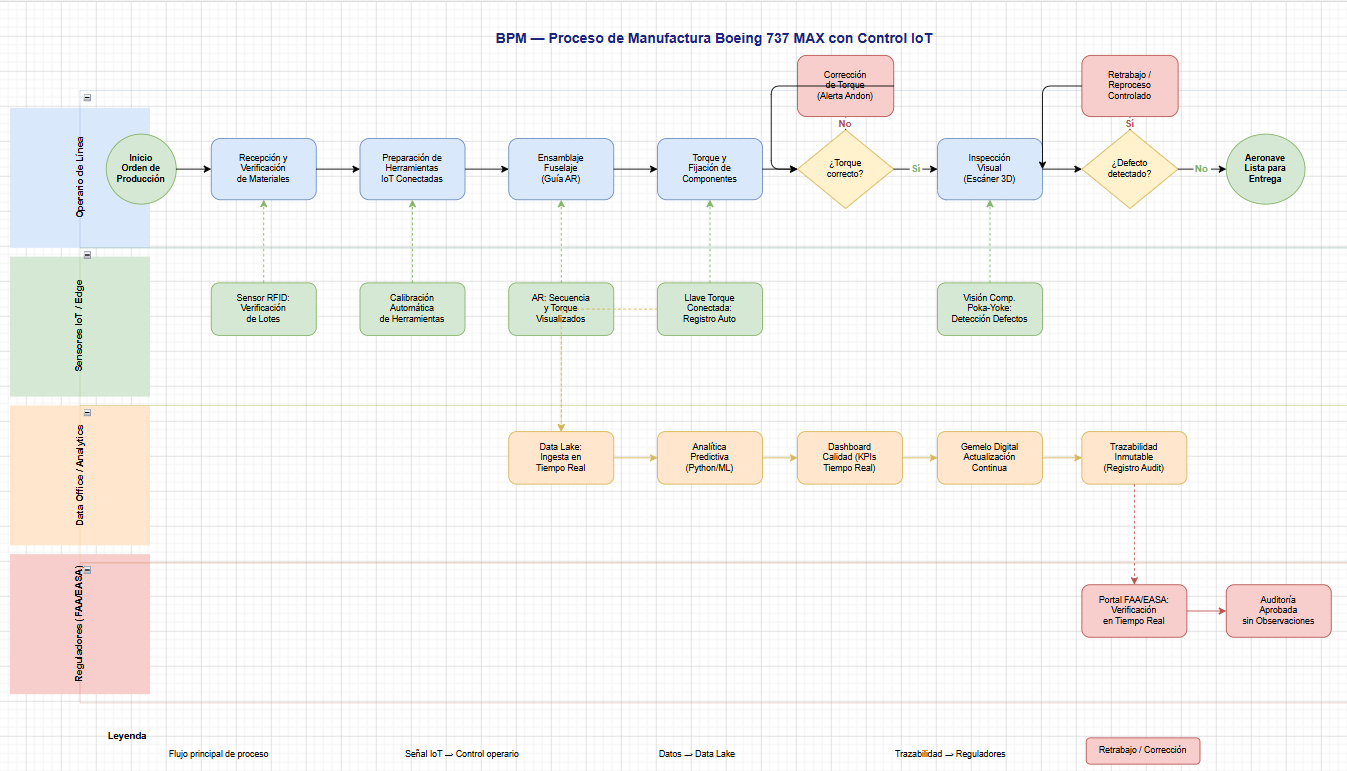 BPM — Proceso de Manufactura Boeing 737 MAX con Control IoT
Operario de Línea
Inicio
Orden de
Producción
Recepción y
Verificación
de Materiales
Preparación de
Herramientas
IoT Conectadas
Ensamblaje
Fuselaje
(Guía AR)
Torque y
Fijación de
Componentes
Corrección
de Torque
(Alerta Andon)
No
¿Torque
correcto?
Sí
Inspección
Visual
(Escáner 3D)
Retrabajo /
Reproceso
Controlado
Sí
¿Defecto
detectado?
No
Aeronave
Lista para
Entrega
Sensores IoT / Edge
Sensor RFID:
Verificación
de Lotes
Calibración
Automática
de Herramientas
AR: Secuencia
y Torque
Visualizados
Llave Torque
Conectada:
Registro Auto
Visión Comp.
Poka-Yoke:
Detección Defectos
Data Office / Analytics
Data Lake:
Ingesta en
Tiempo Real
Analítica
Predictiva
(Python/ML)
Dashboard
Calidad (KPIs
Tiempo Real)
Gemelo Digital
Actualización
Continua
Trazabilidad
Inmutable
(Registro Audit)
Reguladores (FAA/EASA)
Portal FAA/EASA:
Verificación
en Tiempo Real
Auditoría
Aprobada
sin Observaciones
Leyenda
Flujo principal de proceso
Señal IoT → Control operario
Datos → Data Lake
Trazabilidad → Reguladores
Retrabajo / Corrección